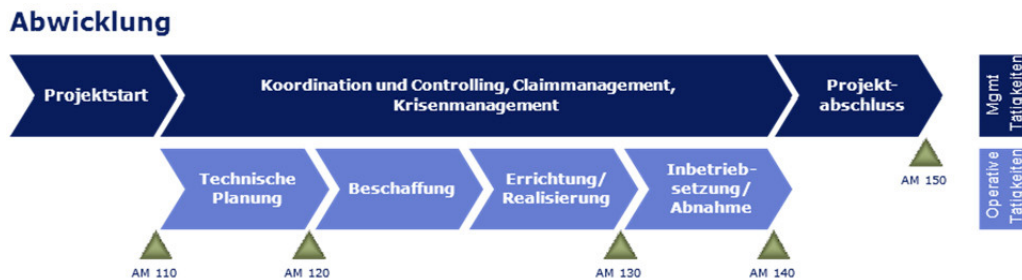 Abwicklung
Projektstart
Koordination und Controlling, Claimmanagement,
Krisenmanagement
Projekt-
abschluss
Mgmt
Tätigkeiten
AM 150
Technische
Planung
Beschaffung
Errichtung/
Realisierung
Inbetrieb-
setzung/
Abnahme
Operative
Tätigkeiten
AM 110
AM 120
AM 130
AM 140